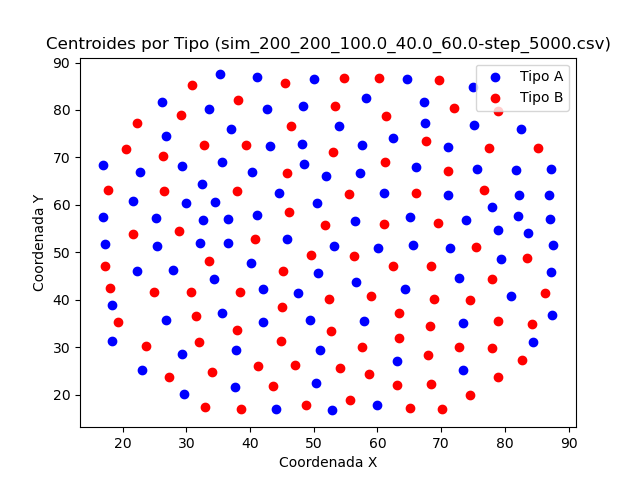 Centroides por Tipo (sim_200_200_100.0_40.0_60.0-step_5000.csv)
Tipo A
Tipo B
Coordenada Y
90
80
70
60
50
40
30
20
20 30 40 50 60 70 80 90
Coordenada X